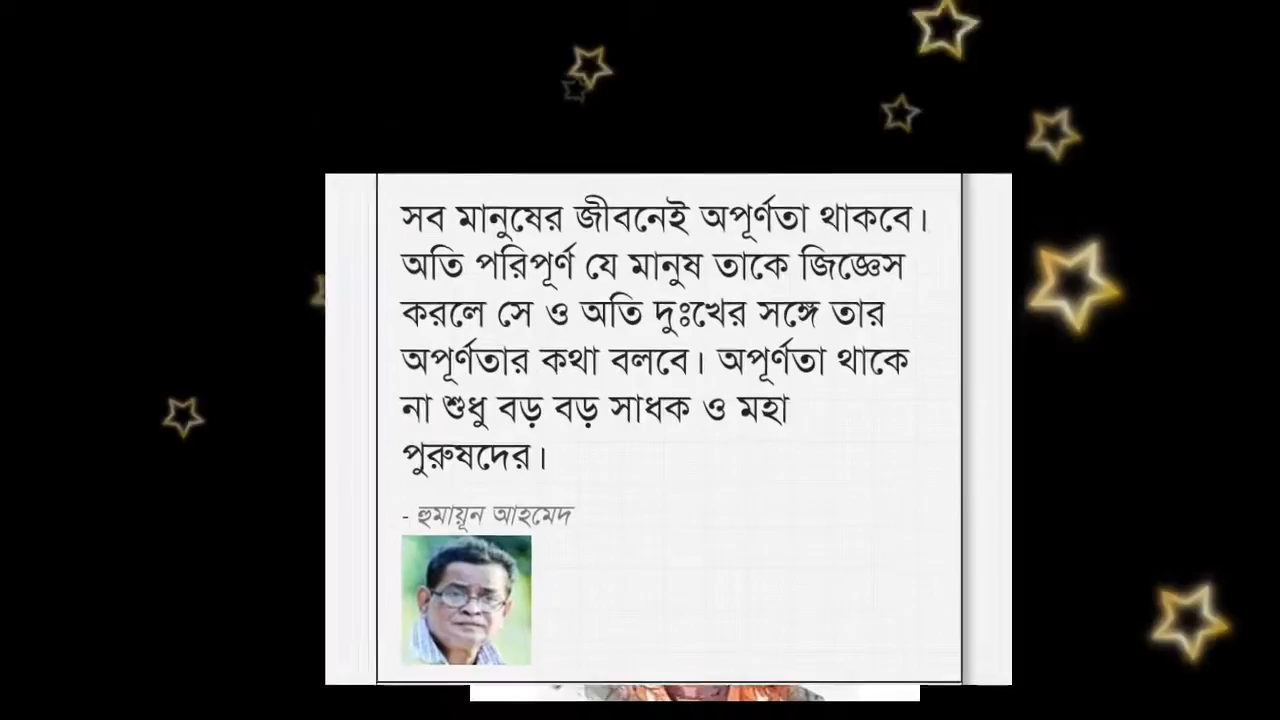 সব মানুষের জীবনেই অপূর্ণতা থাকবে।
অতি পরিপূর্ণ যে মানুষ তাকে জিজ্ঞেস
করলে সে ও অতি দুঃখের সঙ্গে তার
অপূর্ণতার কথা বলবে। অপূর্ণতা থাকে
না শুধু বড় বড় সাধক ও মহা
পুরুষদের।
- হুমায়ূন আহমেদ